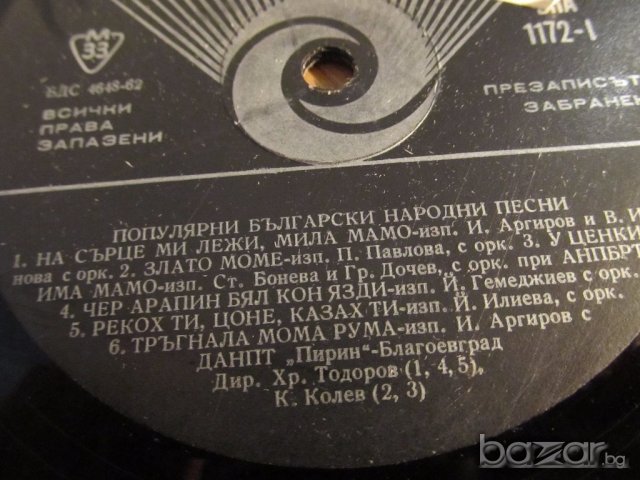 М
33
БДС 4648-62
ВСИЧКИ
ПРАВА
ЗАПАЗЕНИ
1172-I
ПРЕЗАПИСЪТ
ЗАБРАНЕН
ПОПУЛЯРНИ БЪЛГАРСКИ НАРОДНИ ПЕСНИ
1. НА СЪРЦЕ МИ ЛЕЖИ, МИЛА МАМО-изп. И. Аргиров и В. И
нова с орк. 2. ЗЛАТО МОМЕ-изп. П. Павлова, с орк. 3. У ЦЕНКИ
ИМА МАМО-изп. Ст. Бонева и Гр. Дочев, с орк. при АНПБРТ
4. ЧЕР АРАПИН БЯЛ КОН ЯЗДИ-изп. Й. Гемеджиев с орк.
5. РЕКОХ ТИ, ЦОНЕ, КАЗАХ ТИ-изп. Й. Илиева, с орк.
6. ТРЪГНАЛА МОМА РУМА-изп. И. Аргиров с
ДАНПТ „Пирин“-Благоевград
Дир. Хр. Тодоров (1, 4, 5),
К. Колев (2, 3)
bazar.bg